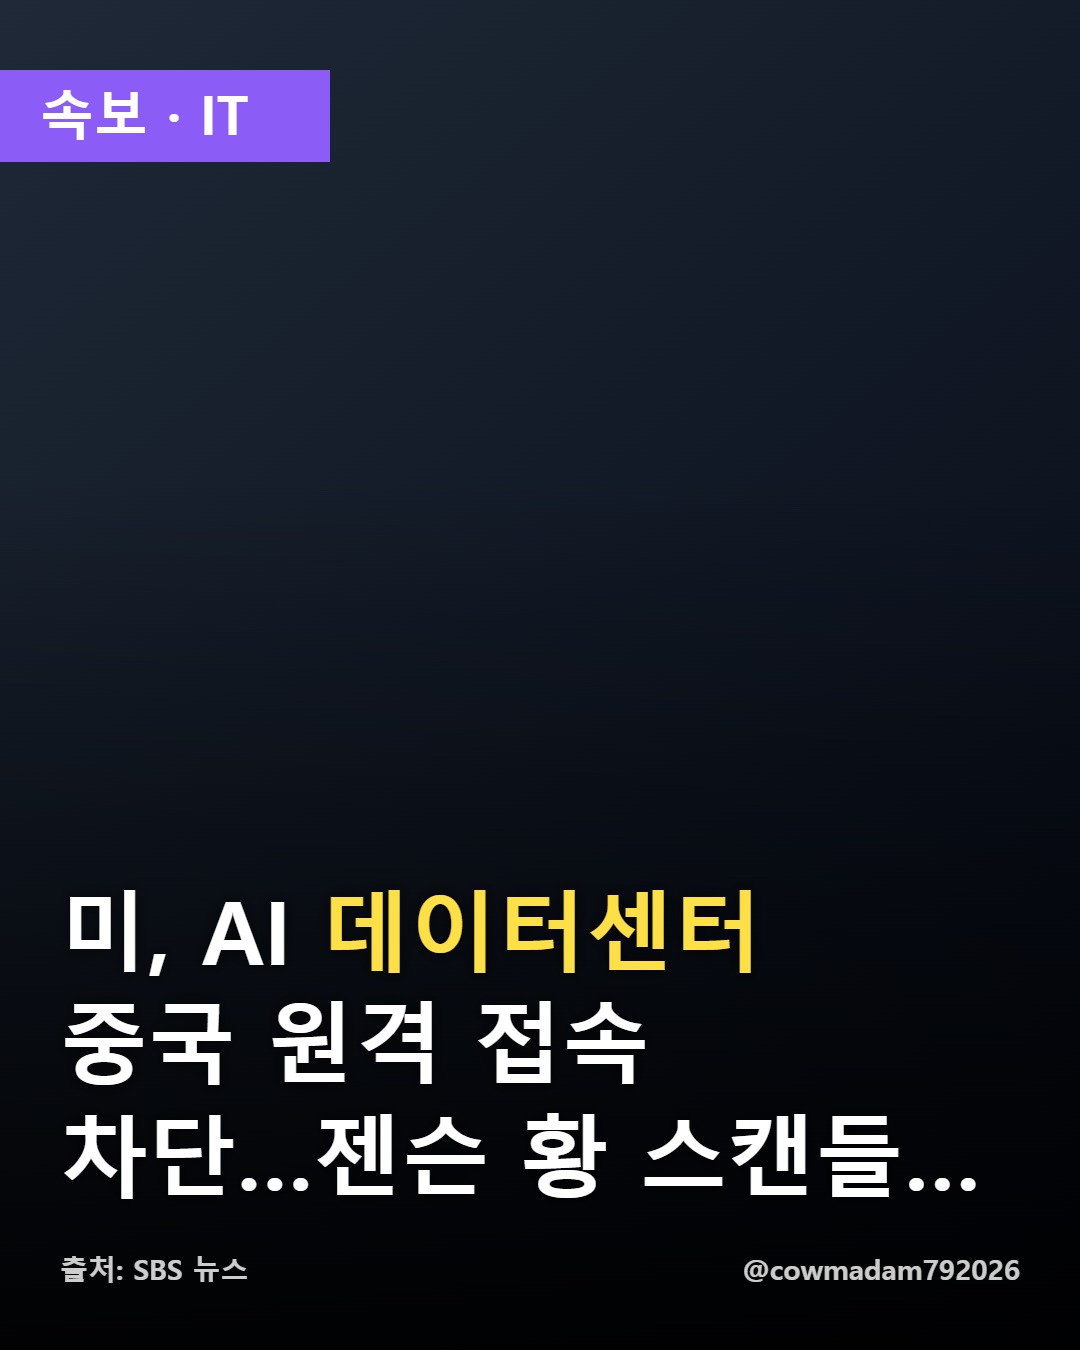 속보 · IT
미, AI 데이터센터
중국 원격 접속
차단...젠슨 황 스캔들...
출처: SBS 뉴스
@cowmadam792026